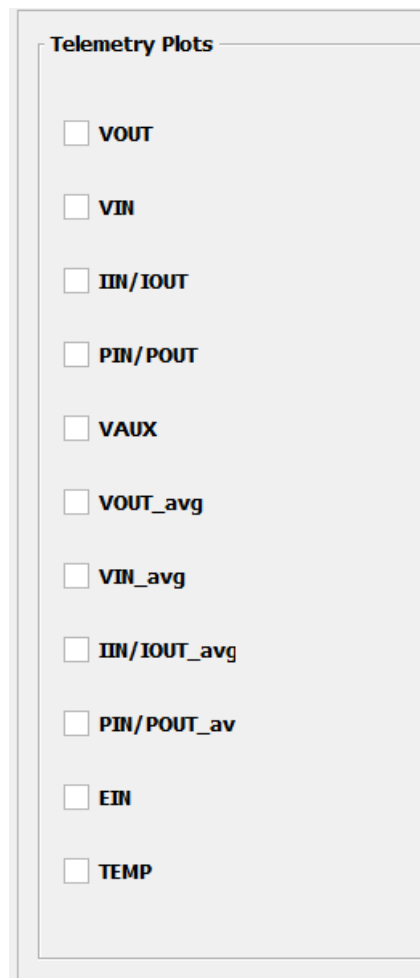 Telemetry Plots
VOUT
VIN
IIN/IOUT
PIN/POUT
VAUX
VOUT_avg
VIN_avg
IIN/IOUT_avg
PIN/POUT_av
EIN
TEMP